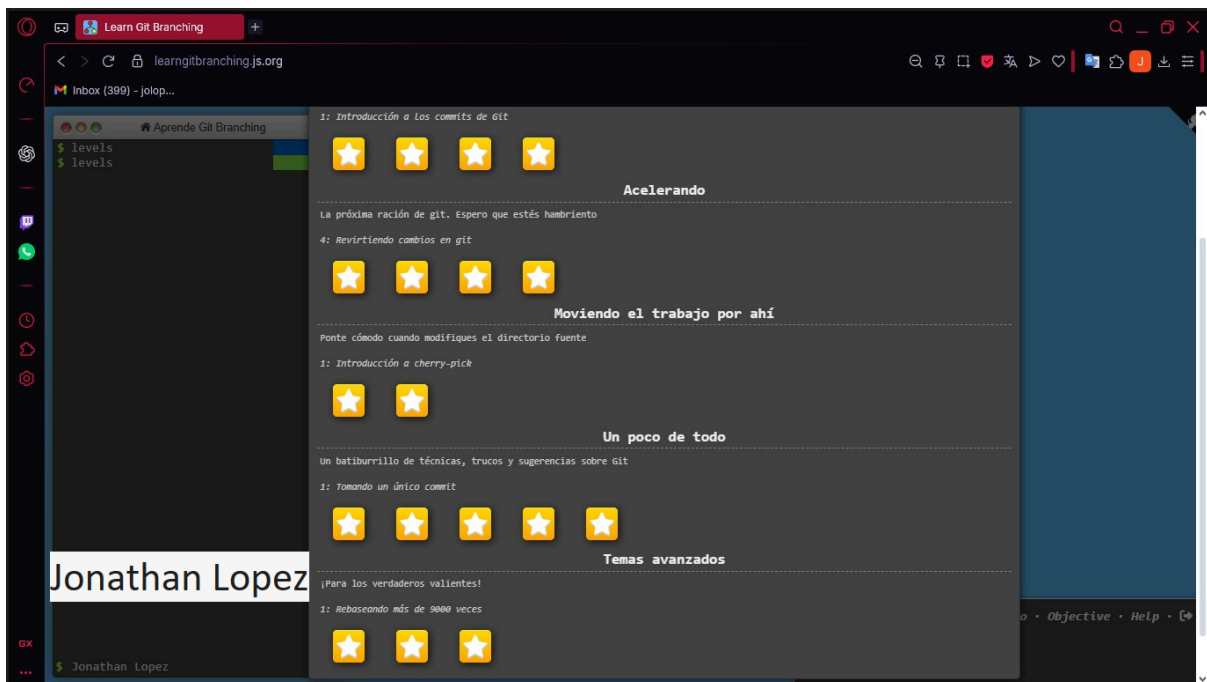 Learn Git Branching
learngitbranching.js.org
J
Inbox (399) - jolop...
Aprende Git Branching
$ levels
$ levels
1: Introducción a los commits de Git
Acelerando
La próxima ración de git. Espero que estés hambriento
4: Revirtiendo cambios en git
Moviendo el trabajo por ahí
Ponte cómodo cuando modifiques el directorio fuente
1: Introducción a cherry-pick
Un poco de todo
Un batiburrillo de técnicas, trucos y sugerencias sobre Git
1: Tomando un único commit
Temas avanzados
¡Para los verdaderos valientes!
1: Rebaseando más de 9000 veces
Jonathan Lopez
o · Objective · Help ·
GX
$ Jonathan Lopez